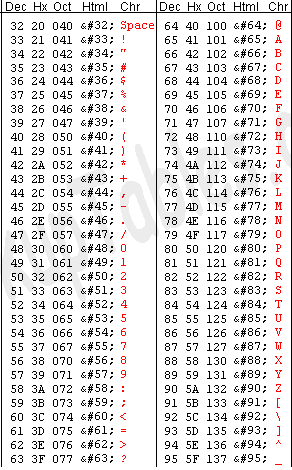 Dec Hx Oct Html Chr Dec Hx Oct Html Chr
32 20 040 &#32; Space 64 40 100 &#64; @
33 21 041 &#33; ! 65 41 101 &#65; A
34 22 042 &#34; " 66 42 102 &#66; B
35 23 043 &#35; # 67 43 103 &#67; C
36 24 044 &#36; $ 68 44 104 &#68; D
37 25 045 &#37; % 69 45 105 &#69; E
38 26 046 &#38; & 70 46 106 &#70; F
39 27 047 &#39; ' 71 47 107 &#71; G
40 28 050 &#40; ( 72 48 110 &#72; H
41 29 051 &#41; ) 73 49 111 &#73; I
42 2A 052 &#42; * 74 4A 112 &#74; J
43 2B 053 &#43; + 75 4B 113 &#75; K
44 2C 054 &#44; , 76 4C 114 &#76; L
45 2D 055 &#45; - 77 4D 115 &#77; M
46 2E 056 &#46; . 78 4E 116 &#78; N
47 2F 057 &#47; / 79 4F 117 &#79; O
48 30 060 &#48; 0 80 50 120 &#80; P
49 31 061 &#49; 1 81 51 121 &#81; Q
50 32 062 &#50; 2 82 52 122 &#82; R
51 33 063 &#51; 3 83 53 123 &#83; S
52 34 064 &#52; 4 84 54 124 &#84; T
53 35 065 &#53; 5 85 55 125 &#85; U
54 36 066 &#54; 6 86 56 126 &#86; V
55 37 067 &#55; 7 87 57 127 &#87; W
56 38 070 &#56; 8 88 58 130 &#88; X
57 39 071 &#57; 9 89 59 131 &#89; Y
58 3A 072 &#58; : 90 5A 132 &#90; Z
59 3B 073 &#59; ; 91 5B 133 &#91; [
60 3C 074 &#60; < 92 5C 134 &#92; \
61 3D 075 &#61; = 93 5D 135 &#93; ]
62 3E 076 &#62; > 94 5E 136 &#94; ^
63 3F 077 &#63; ? 95 5F 137 &#95; _